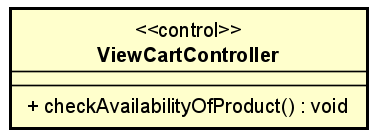 <<control>>
ViewCartController
+ checkAvailabilityOfProduct() : void